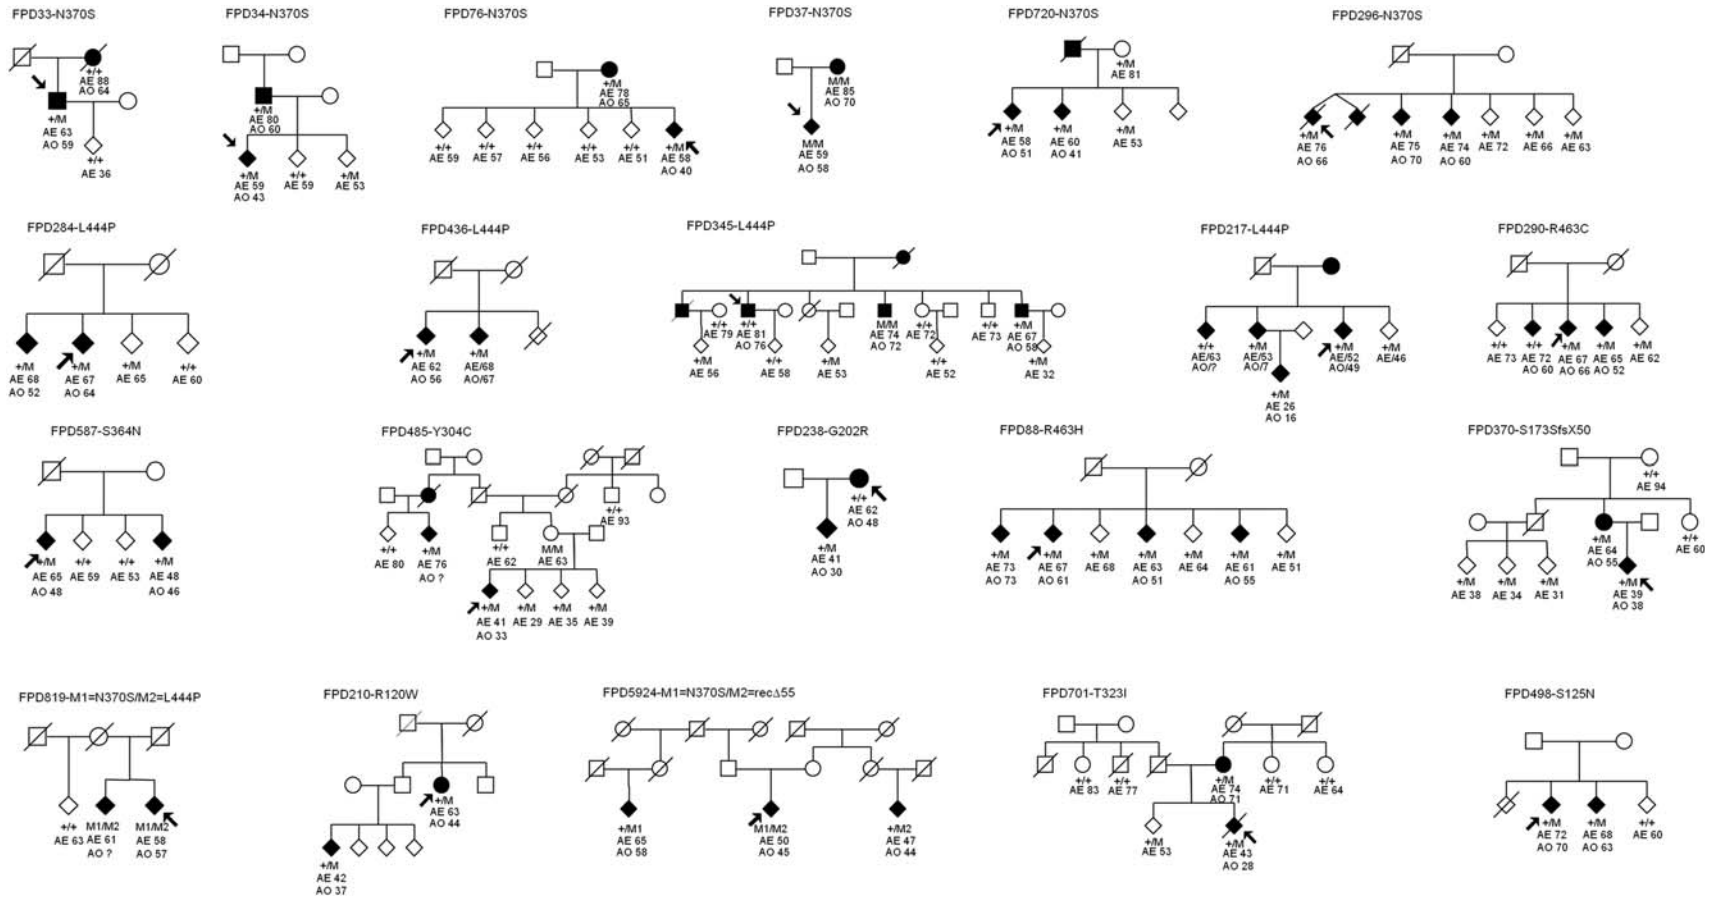 FPD33-N370S
+/+
AE 88
AO 64
+/M
AE 63
AO 59
+/+
AE 36
FPD34-N370S
+/M
AE 80
AO 60
+/M
AE 59
AO 43
+/+
AE 59
+/M
AE 53
FPD76-N370S
+/M
AE 78
AO 65
+/+
AE 59
+/+
AE 57
+/+
AE 56
+/+
AE 53
+/+
AE 51
+/M
AE 58
AO 40
FPD37-N370S
M/M
AE 85
AO 70
M/M
AE 59
AO 58
FPD720-N370S
+/M
AE 81
+/M
AE 58
AO 51
+/M
AE 60
AO 41
+/M
AE 53
FPD296-N370S
+/M
AE 76
AO 66
+/M
AE 75
AO 70
+/M
AE 74
AO 60
+/M
AE 72
+/M
AE 66
+/M
AE 63
FPD284-L444P
+/M
AE 68
AO 52
+/M
AE 67
AO 64
+/M
AE 65
+/+
AE 60
FPD436-L444P
+/M
AE 62
AO 56
+/M
AE/68
AO/67
FPD345-L444P
+/+
AE 79
+/+
AE 81
AO 76
M/M
AE 74
AO 72
+/+
AE 72
+/+
AE 73
+/M
AE 67
AO 58
+/M
AE 56
+/+
AE 58
+/M
AE 53
+/+
AE 52
+/M
AE 32
FPD217-L444P
+/+
AE/63
AO/?
+/M
AE/53
AO/7
+/M
AE/52
AO/49
+/M
AE/46
+/M
AE 26
AO 16
FPD290-R463C
+/+
AE 73
+/+
AE 72
AO 60
+/M
AE 67
AO 66
+/M
AE 65
AO 52
+/M
AE 62
FPD587-S364N
+/M
AE 65
AO 48
+/+
AE 59
+/+
AE 53
+/M
AE 48
AO 46
FPD485-Y304C
+/+
AE 93
+/+
AE 80
+/M
AE 76
AO ?
+/+
AE 62
M/M
AE 63
+/M
AE 41
AO 33
+/M
AE 29
+/M
AE 35
+/M
AE 39
FPD238-G202R
+/+
AE 62
AO 48
+/M
AE 41
AO 30
FPD88-R463H
+/M
AE 73
AO 73
+/M
AE 67
AO 61
+/M
AE 68
+/M
AE 63
AO 51
+/M
AE 64
+/M
AE 61
AO 55
+/M
AE 51
FPD370-S173SfsX50
+/+
AE 94
+/M
AE 64
AO 55
+/+
AE 60
+/M
AE 38
+/M
AE 34
+/M
AE 31
+/M
AE 39
AO 38
FPD819-M1=N370S/M2=L444P
+/+
AE 63
M1/M2
AE 61
AO ?
M1/M2
AE 58
AO 57
FPD210-R120W
+/M
AE 63
AO 44
+/M
AE 42
AO 37
FPD5924-M1=N370S/M2=recΔ55
+/M1
AE 65
AO 58
M1/M2
AE 50
AO 45
+/M2
AE 47
AO 44
FPD701-T323I
+/+
AE 83
+/+
AE 77
+/M
AE 74
AO 71
+/+
AE 71
+/+
AE 64
+/M
AE 53
+/M
AE 43
AO 28
FPD498-S125N
+/M
AE 72
AO 70
+/M
AE 68
AO 63
+/+
AE 60